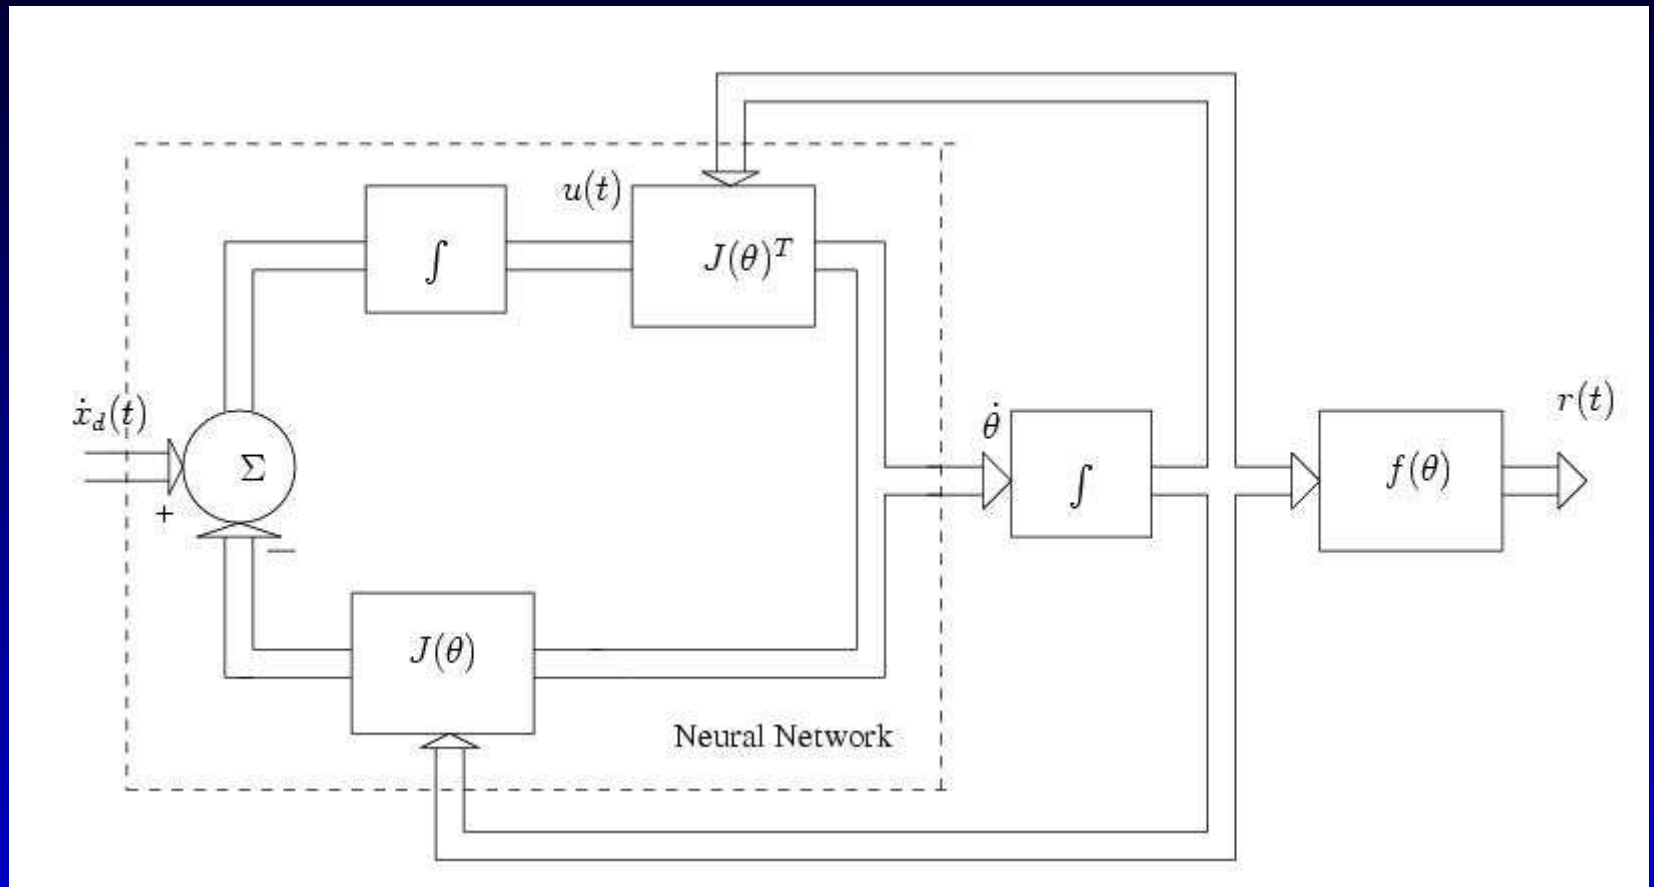 u(t)
∫
J(θ)^T
ẋ_d(t)
Σ
+
—
θ̇
∫
f(θ)
r(t)
J(θ)
Neural Network